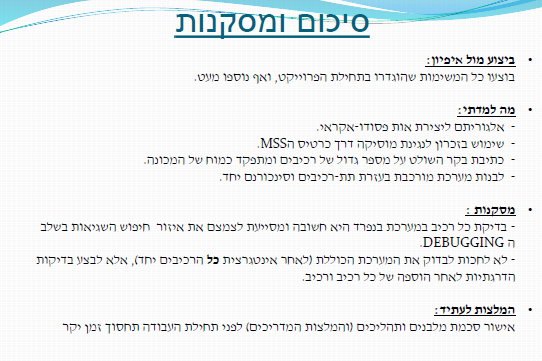 סיכום ומסקנות
• ביצוע מול איפיון:
בוצעו כל המשימות שהוגדרו בתחילת הפרוייקט, ואף נוספו מעט.
• מה למדתי:
- אלגוריתם ליצירת אות פסודו-אקראי.
- שימוש בזכרון לנגינת מוסיקה דרך כרטיס הMSS.
- כתיבת בקר השולט על מספר גדול של רכיבים ומתפקד כמוח של המכונה.
- לבנות מערכת מורכבת בעזרת תת-רכיבים וסינכורנם יחד.
• מסקנות :
- בדיקת כל רכיב במערכת בנפרד היא חשובה ומסייעת לצמצם את איזור חיפוש השגיאות בשלב
ה DEBUGGING.
- לא לחכות לבדוק את המערכת הכוללת (לאחר אינטגרצית כל הרכיבים יחד), אלא לבצע בדיקות
הדרגתיות לאחר הוספה של כל רכיב ורכיב.
• המלצות לעתיד:
אישור סכמת מלבנים ותהליכים (והמלצות המדריכים) לפני תחילת העבודה תחסוך זמן יקר